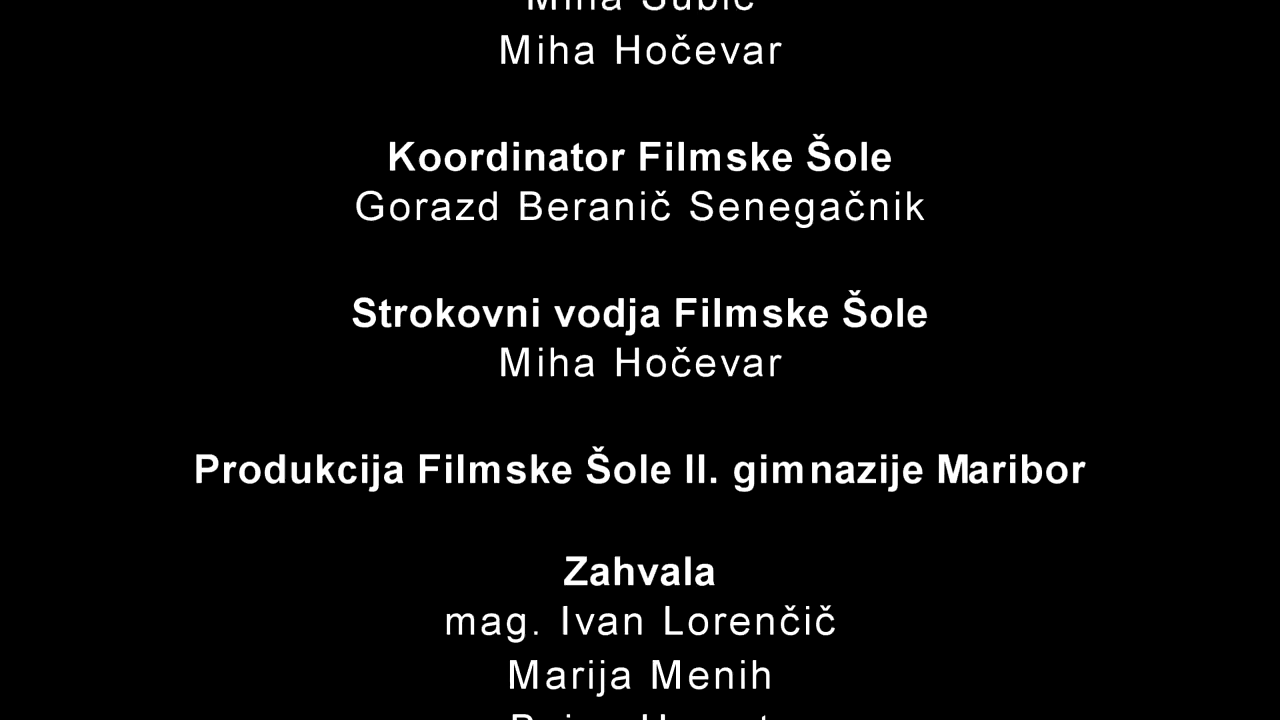 Miha Hočevar
Koordinator Filmske Šole
Gorazd Beranič Senegačnik
Strokovni vodja Filmske Šole
Miha Hočevar
Produkcija Filmske Šole II. gimnazije Maribor
Zahvala
mag. Ivan Lorenčič
Marija Menih